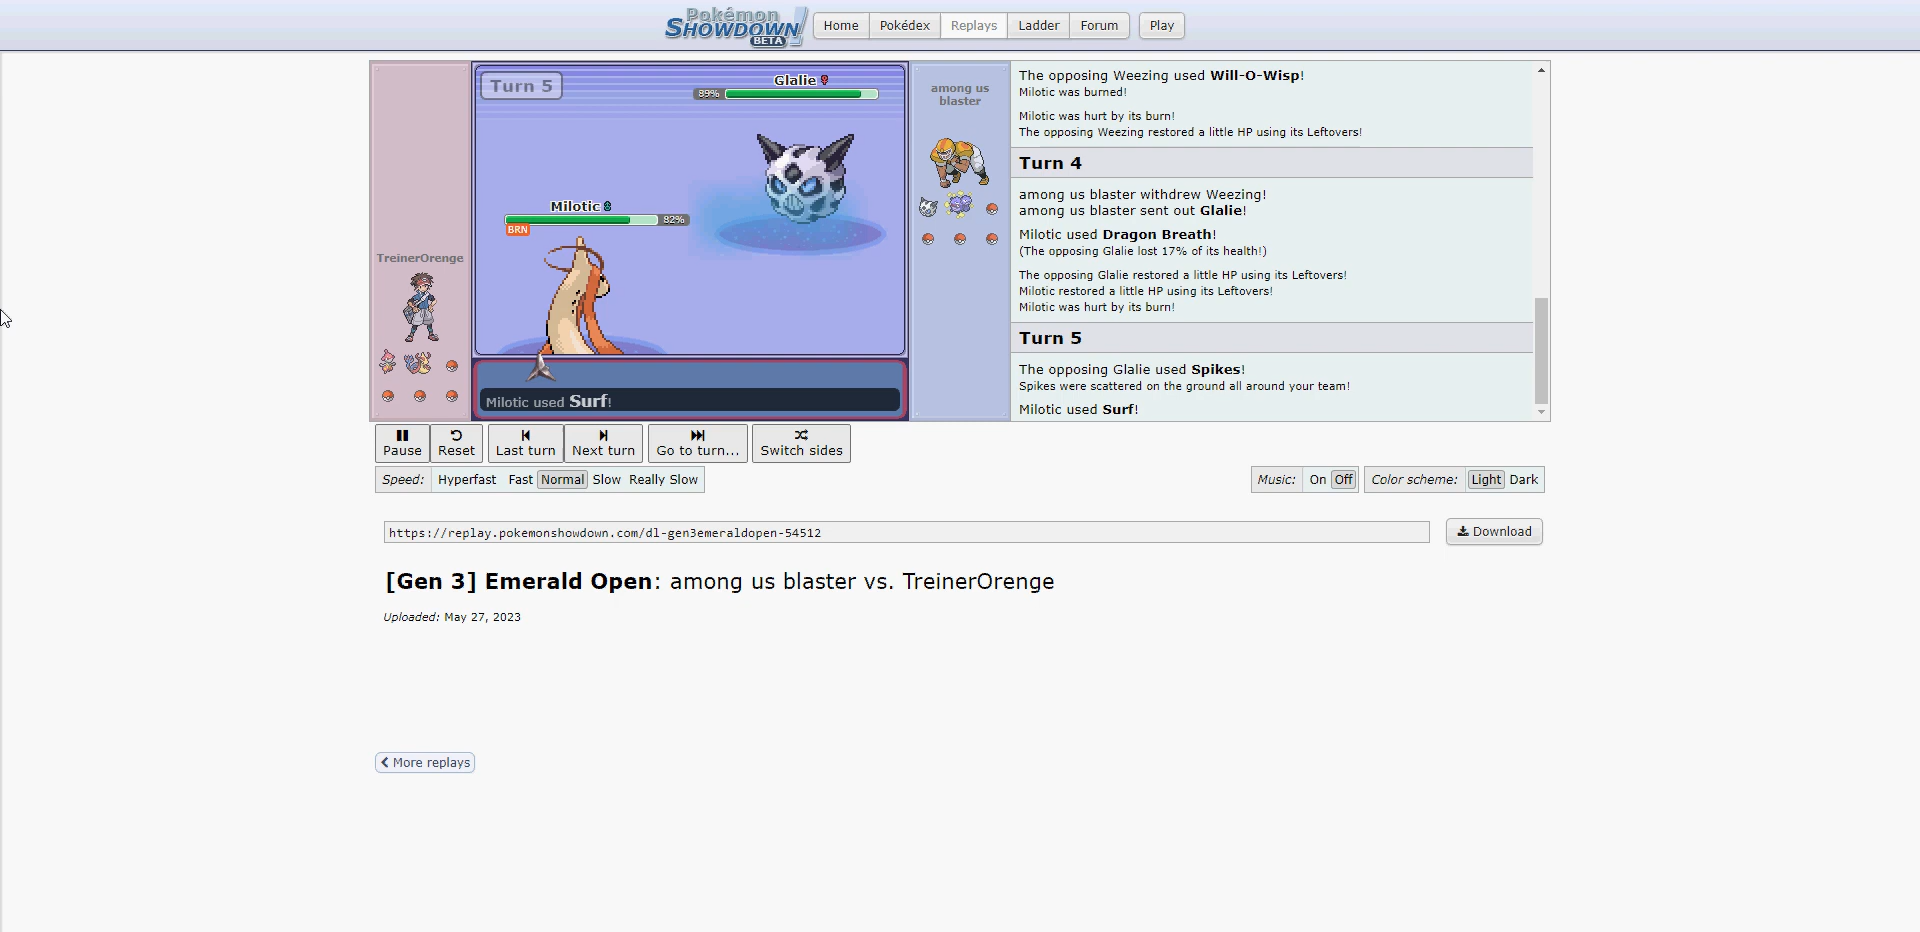 Pokémon
SHOWDOWN!
BETA
Home
Pokédex
Replays
Ladder
Forum
Play
TreinerOrenge
Turn 5
Glalie
89%
Milotic
82%
BRN
Milotic used Surf!
among us
blaster
The opposing Weezing used Will-O-Wisp!
Milotic was burned!
Milotic was hurt by its burn!
The opposing Weezing restored a little HP using its Leftovers!
Turn 4
among us blaster withdrew Weezing!
among us blaster sent out Glalie!
Milotic used Dragon Breath!
(The opposing Glalie lost 17% of its health!)
The opposing Glalie restored a little HP using its Leftovers!
Milotic restored a little HP using its Leftovers!
Milotic was hurt by its burn!
Turn 5
The opposing Glalie used Spikes!
Spikes were scattered on the ground all around your team!
Milotic used Surf!
Pause
Reset
Last turn
Next turn
Go to turn...
Switch sides
Speed: Hyperfast Fast Normal Slow Really Slow
Music: On Off
Color scheme: Light Dark
https://replay.pokemonshowdown.com/dl-gen3emeraldopen-54512
Download
[Gen 3] Emerald Open: among us blaster vs. TreinerOrenge
Uploaded: May 27, 2023
More replays